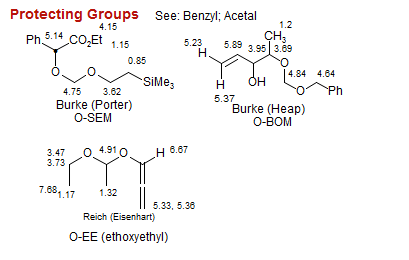 Protecting Groups See: Benzyl; Acetal
4.15
Ph 5.14 CO2Et 1.15
0.85
O O SiMe3
4.75 3.62
Burke (Porter)
O-SEM
1.2
CH3
5.23 5.89 3.95 3.69
H
O
H OH 4.84 4.64
O Ph
5.37
Burke (Heap)
O-BOM
3.47 O 4.91 O H 6.67
3.73
7.68 1.17 1.32
5.33, 5.36
Reich (Eisenhart)
O-EE (ethoxyethyl)